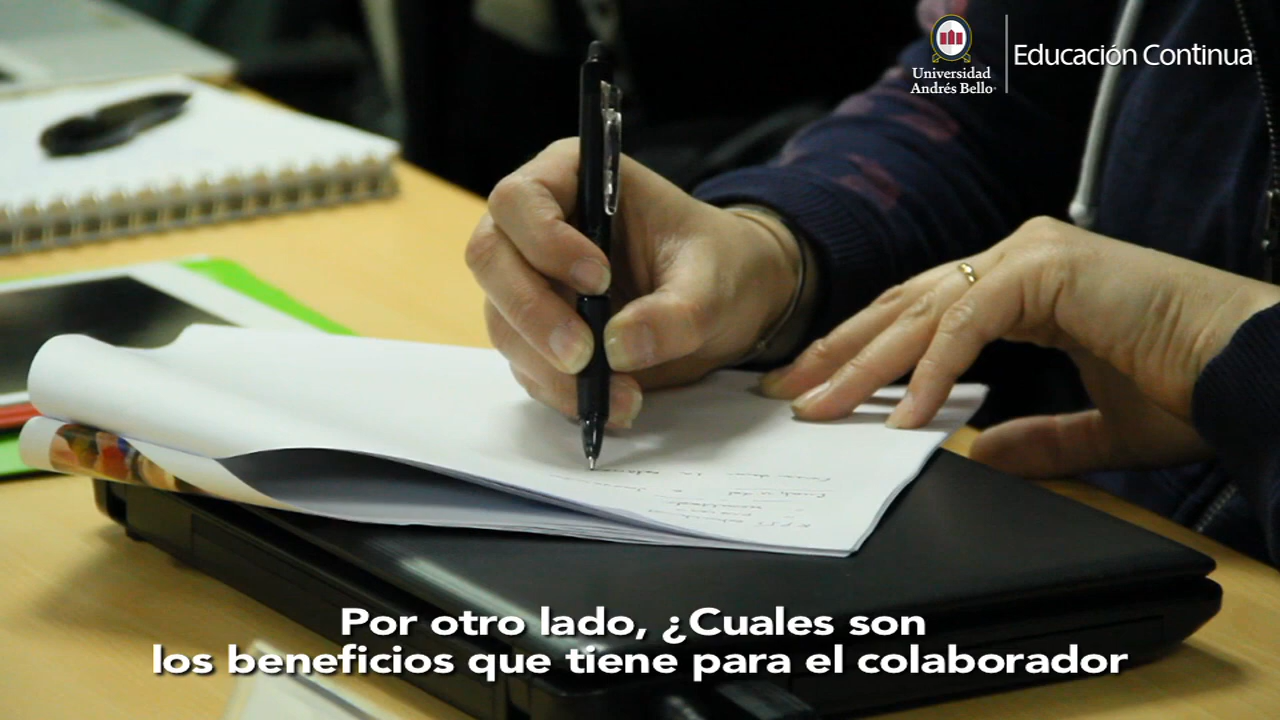 Universidad
Andrés Bello
Educación Continua
Por otro lado, ¿Cuales son
los beneficios que tiene para el colaborador